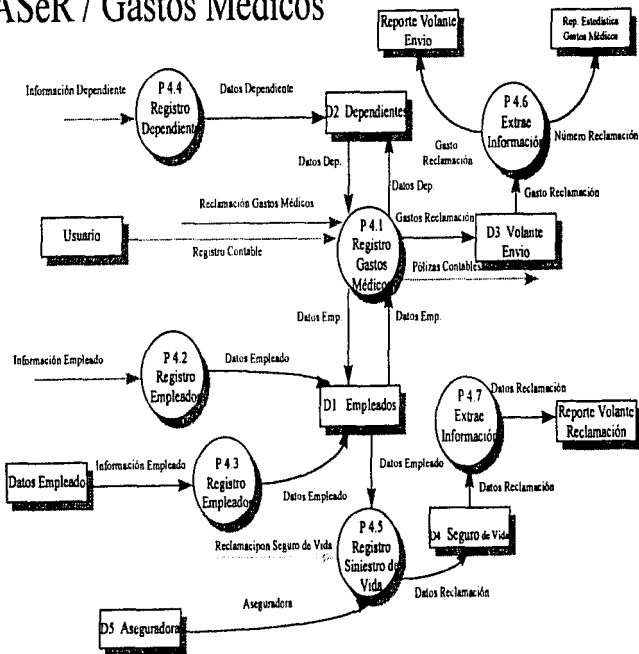 ASeR / Gastos Médicos
Reporte Volante
Envio
Rep. Estedística
Gastos Médicos
Información Dependiente
P 4.4
Registro
Dependiente
Datos Dependiente
D2 Dependientes
P 4.6
Extrae
Información
Gasto
Reclamación
Número Reclamación
Datos Dep.
Datos Dep.
Gasto Reclamación
Reclamación Gastos Médicos
Usuario
Registro Contable
P 4.1
Registro
Gastos
Médicos
Gastos Reclamación
D3 Volante
Envio
Pólizas Contables
Datos Emp.
Datos Emp.
Información Empleado
P 4.2
Registro
Empleados
Datos Empleado
D1 Empleados
P 4.7
Extrae
Información
Datos Reclamación
Reporte Volante
Reclamación
Datos Empleado
Información Empleado
P 4.3
Registro
Empleados
Datos Empleado
Datos Empleado
Datos Reclamación
Reclamacipon Seguro de Vida
P 4.5
Registro
Siniestro de
Vida
D4 Seguro de Vida
Datos Reclamación
Aseguradora
D5 Aseguradora